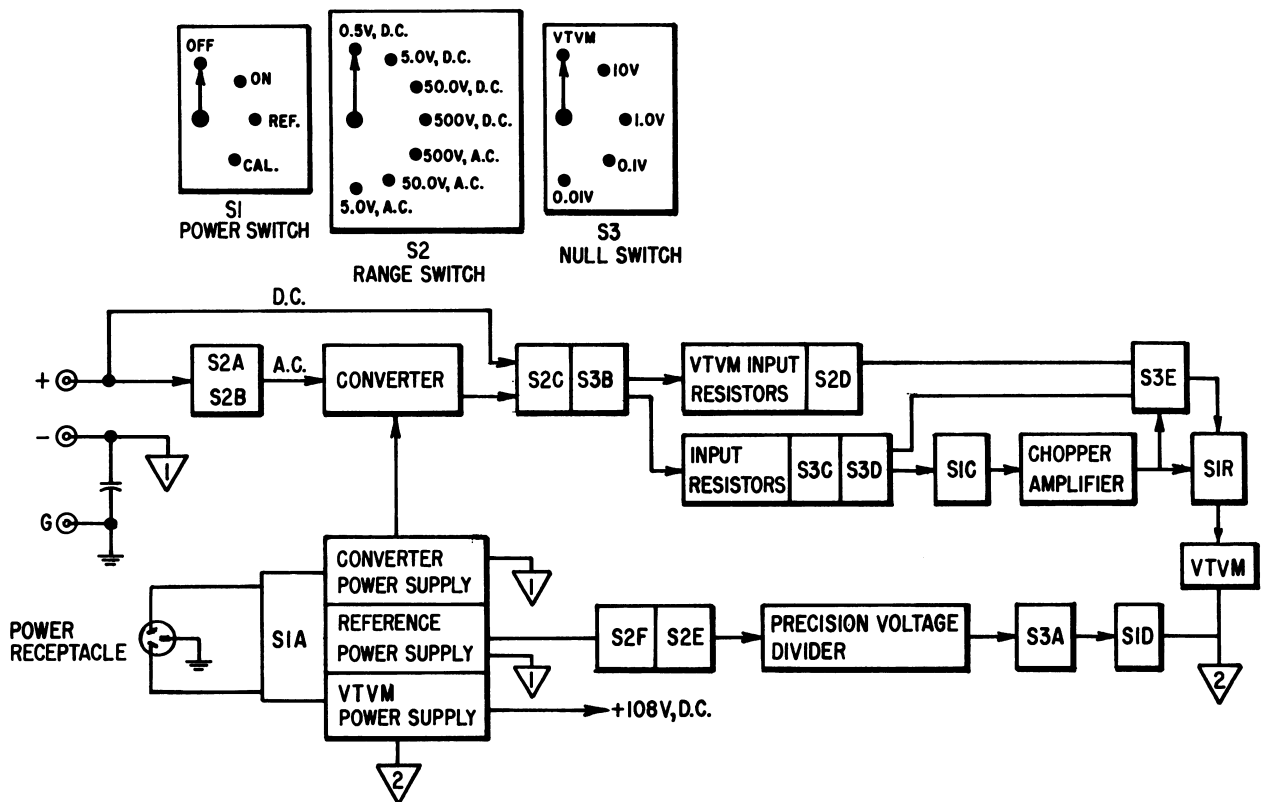 OFF
ON
REF.
CAL.
S1
POWER SWITCH
0.5V, D.C.
5.0V, D.C.
50.0V, D.C.
500V, D.C.
500V, A.C.
50.0V, A.C.
5.0V, A.C.
S2
RANGE SWITCH
VTVM
10V
1.0V
0.1V
0.01V
S3
NULL SWITCH
D.C.
+
S2A
S2B
A.C.
CONVERTER
S2C
S3B
VTVM INPUT
RESISTORS
S2D
S3E
-
1
G
INPUT
RESISTORS
S3C
S3D
S1C
CHOPPER
AMPLIFIER
S1R
VTVM
POWER
RECEPTACLE
S1A
CONVERTER
POWER SUPPLY
1
REFERENCE
POWER SUPPLY
1
VTVM
POWER SUPPLY
+108V, D.C.
2
S2F
S2E
PRECISION VOLTAGE
DIVIDER
S3A
S1D
2